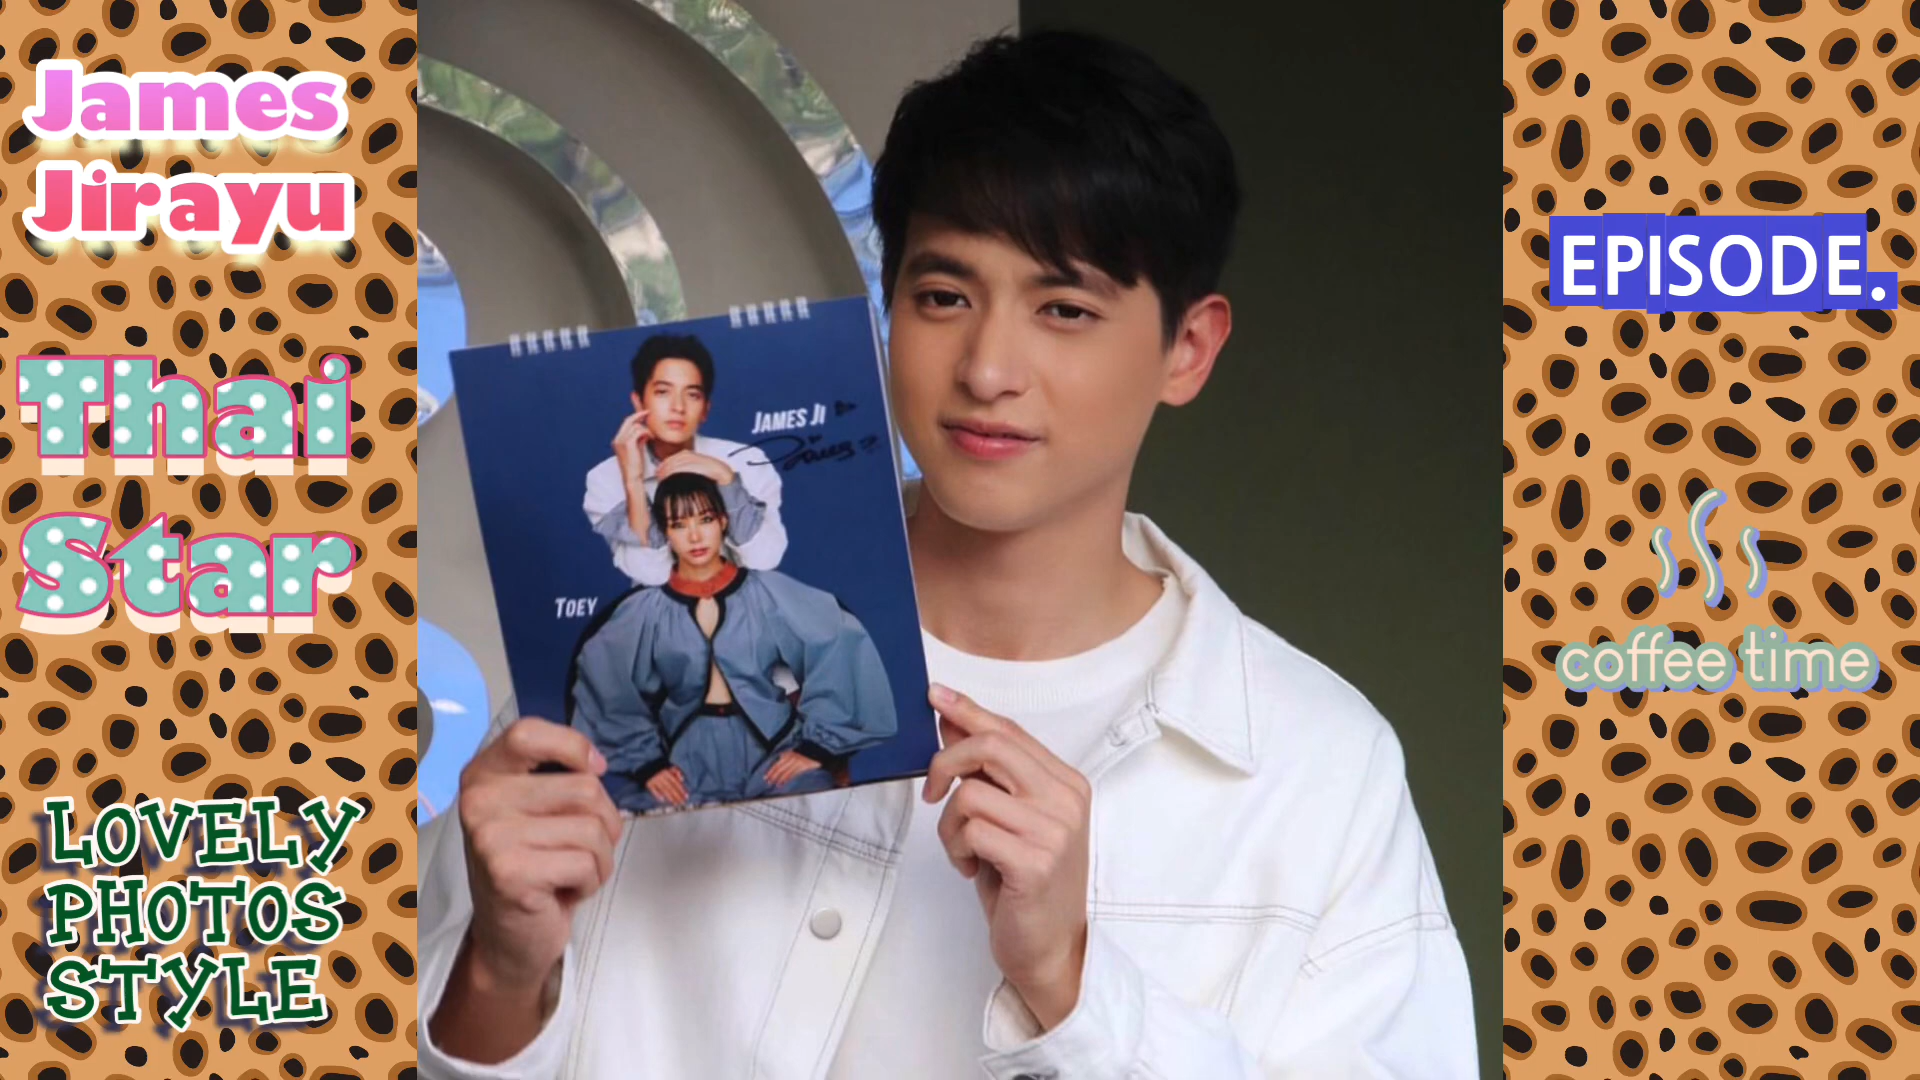 James
Jirayu
Thai
Star
LOVELY
PHOTOS
STYLE
JAMES JI
TOEY
EPISODE.
coffee time